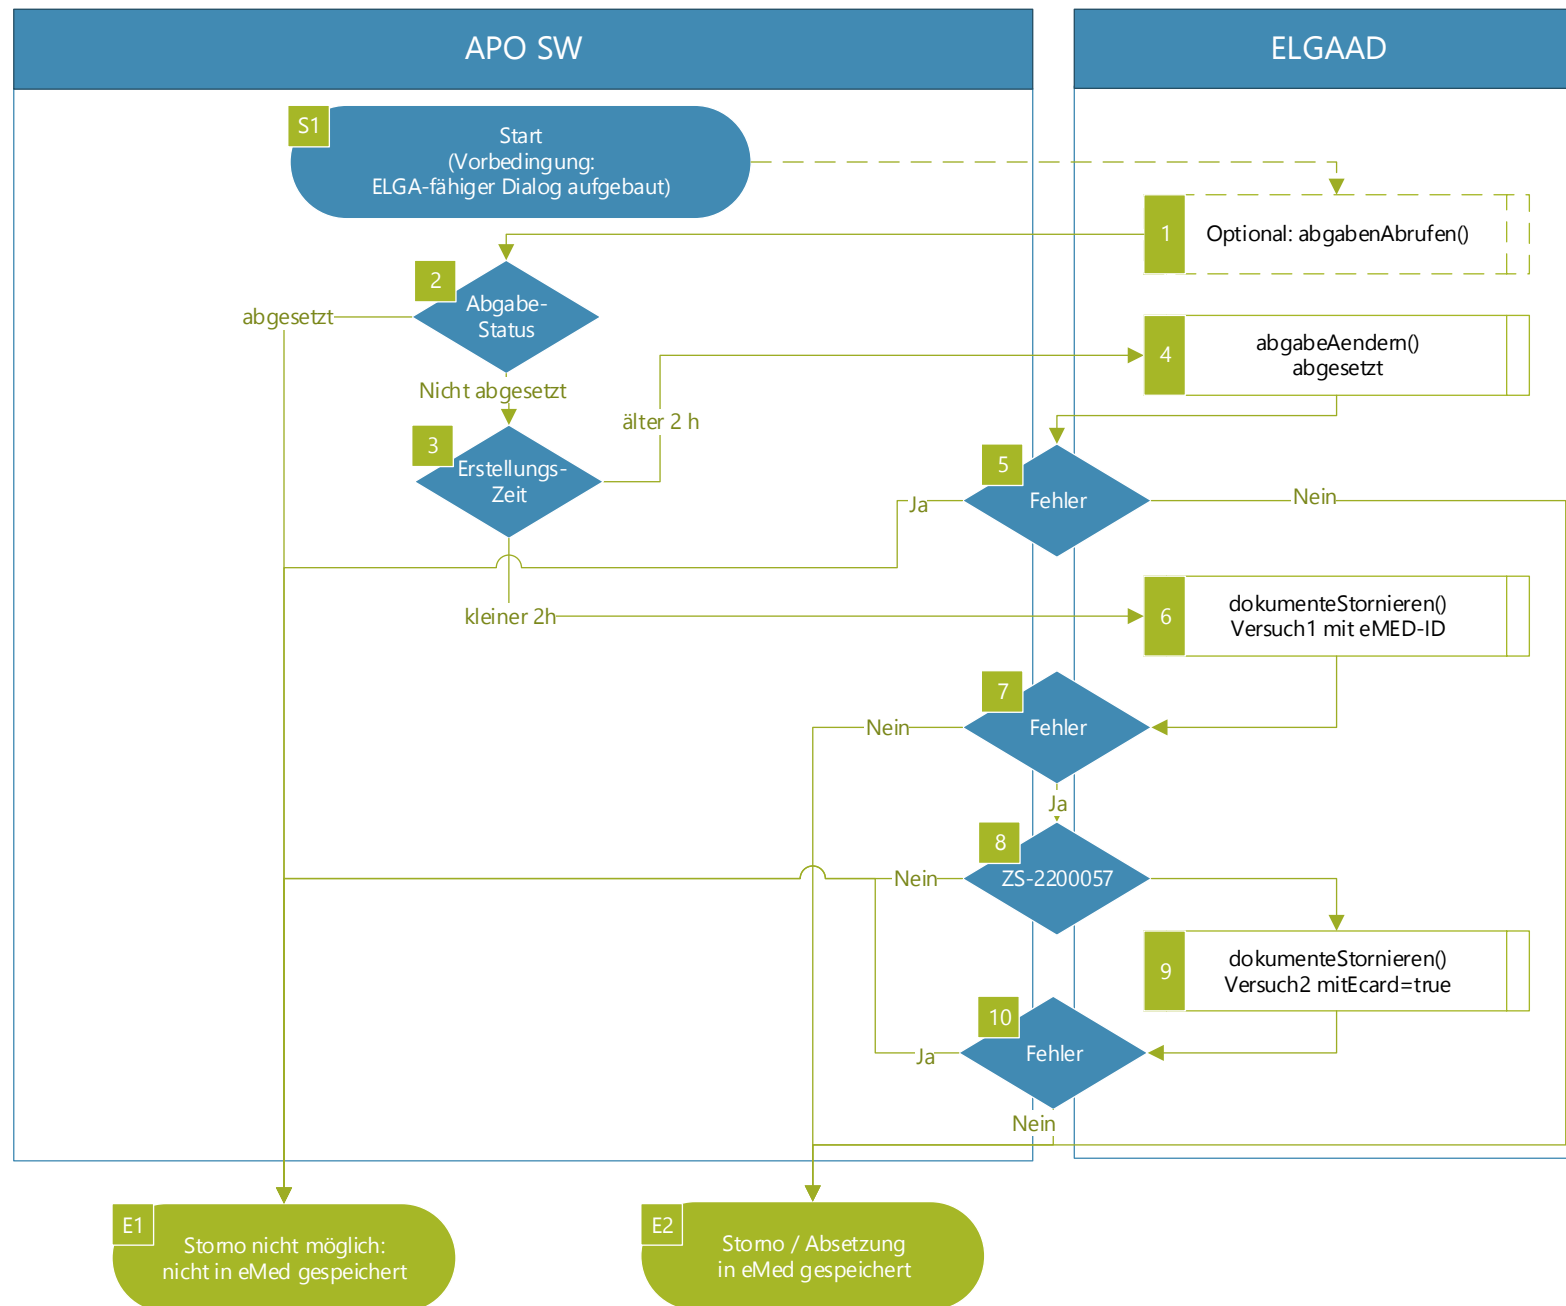 APO SW
ELGAAD
S1
Start
(Vorbedingung:
ELGA-fähiger Dialog aufgebaut)
1
Optional: abgabenAbrufen()
2
Abgabe-
Status
abgesetzt
Nicht abgesetzt
4
abgabeAendern()
abgesetzt
älter 2 h
3
Erstellungs-
Zeit
5
Fehler
Ja
Nein
kleiner 2h
6
dokumenteStornieren()
Versuch1 mit eMED-ID
7
Fehler
Nein
Ja
8
ZS-2200057
Nein
9
dokumenteStornieren()
Versuch2 mitEcard=true
10
Fehler
Ja
Nein
E1
Storno nicht möglich:
nicht in eMed gespeichert
E2
Storno / Absetzung
in eMed gespeichert